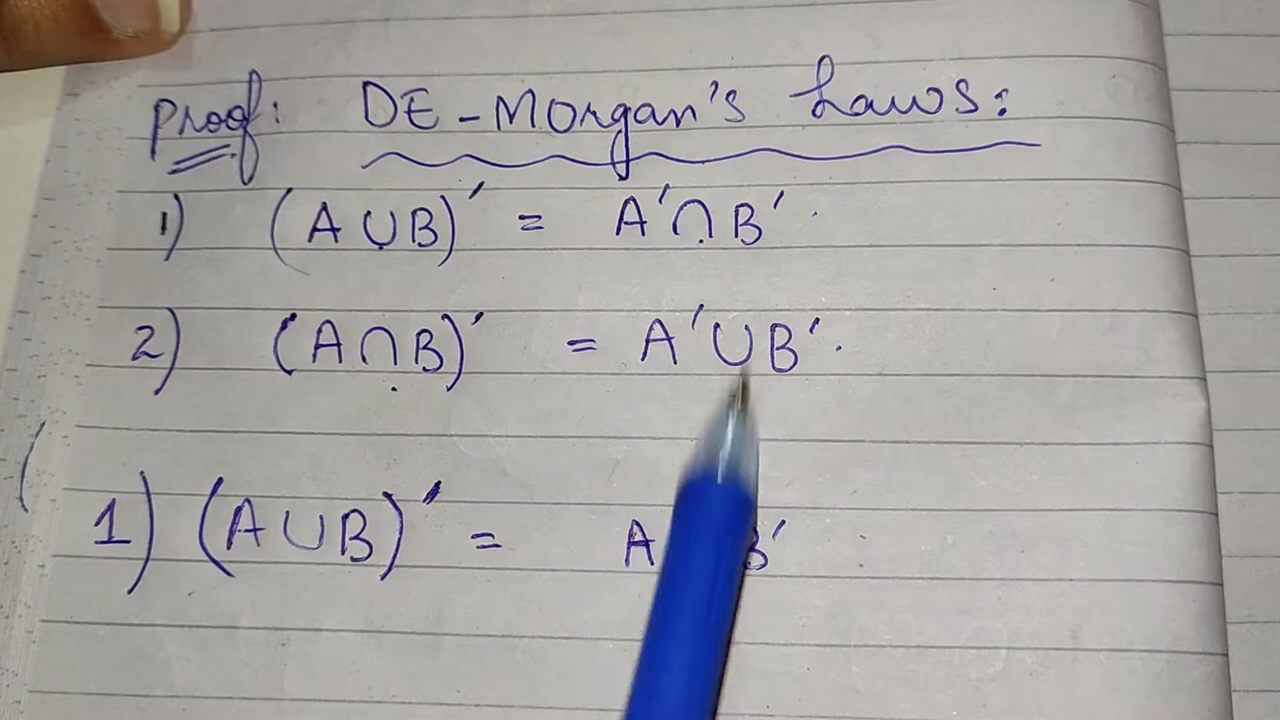 Proof: DE-Morgan's Laws:
1) (A∪B)' = A'∩B'.
2) (A∩B)' = A'∪B'.
1) (A∪B)' = A B'